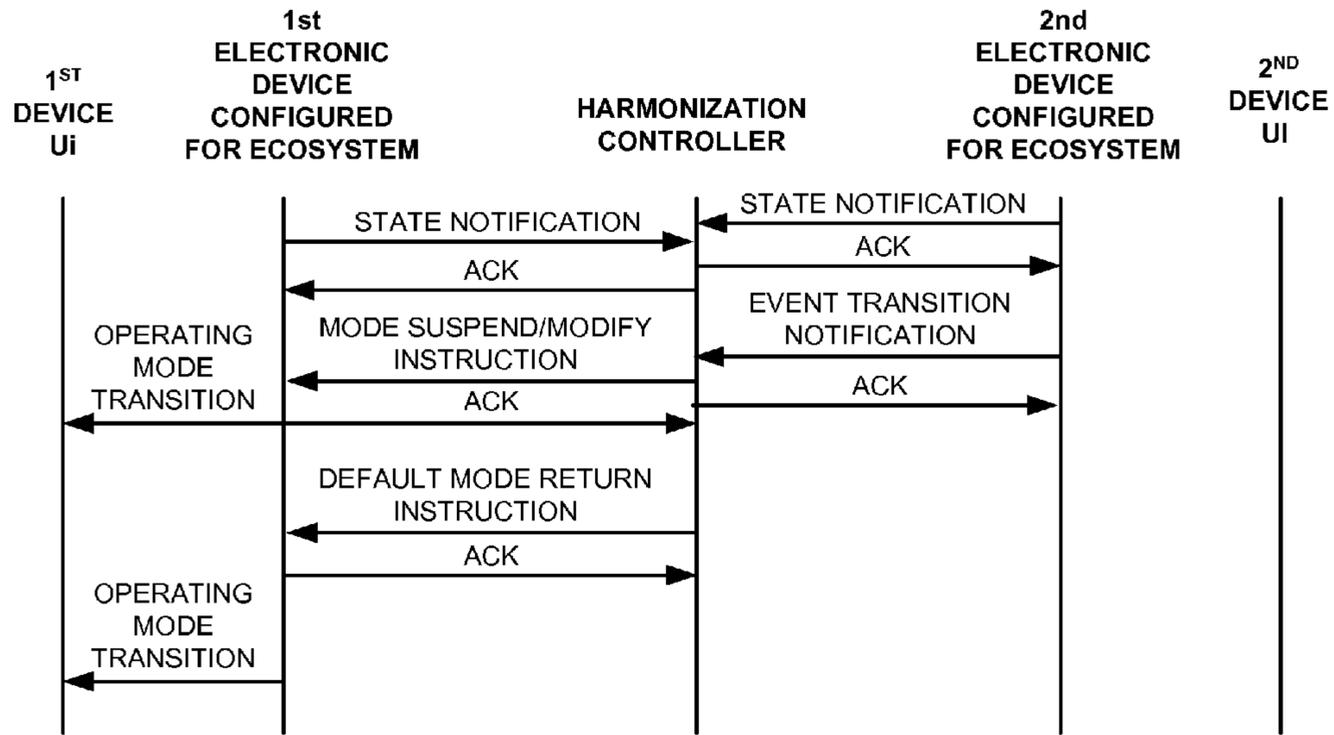 1ST
DEVICE
Ui
1st
ELECTRONIC
DEVICE
CONFIGURED
FOR ECOSYSTEM
HARMONIZATION
CONTROLLER
2nd
ELECTRONIC
DEVICE
CONFIGURED
FOR ECOSYSTEM
2ND
DEVICE
UI
STATE NOTIFICATION
STATE NOTIFICATION
ACK
ACK
EVENT TRANSITION
NOTIFICATION
MODE SUSPEND/MODIFY
INSTRUCTION
OPERATING
MODE
TRANSITION
ACK
ACK
DEFAULT MODE RETURN
INSTRUCTION
ACK
OPERATING
MODE
TRANSITION